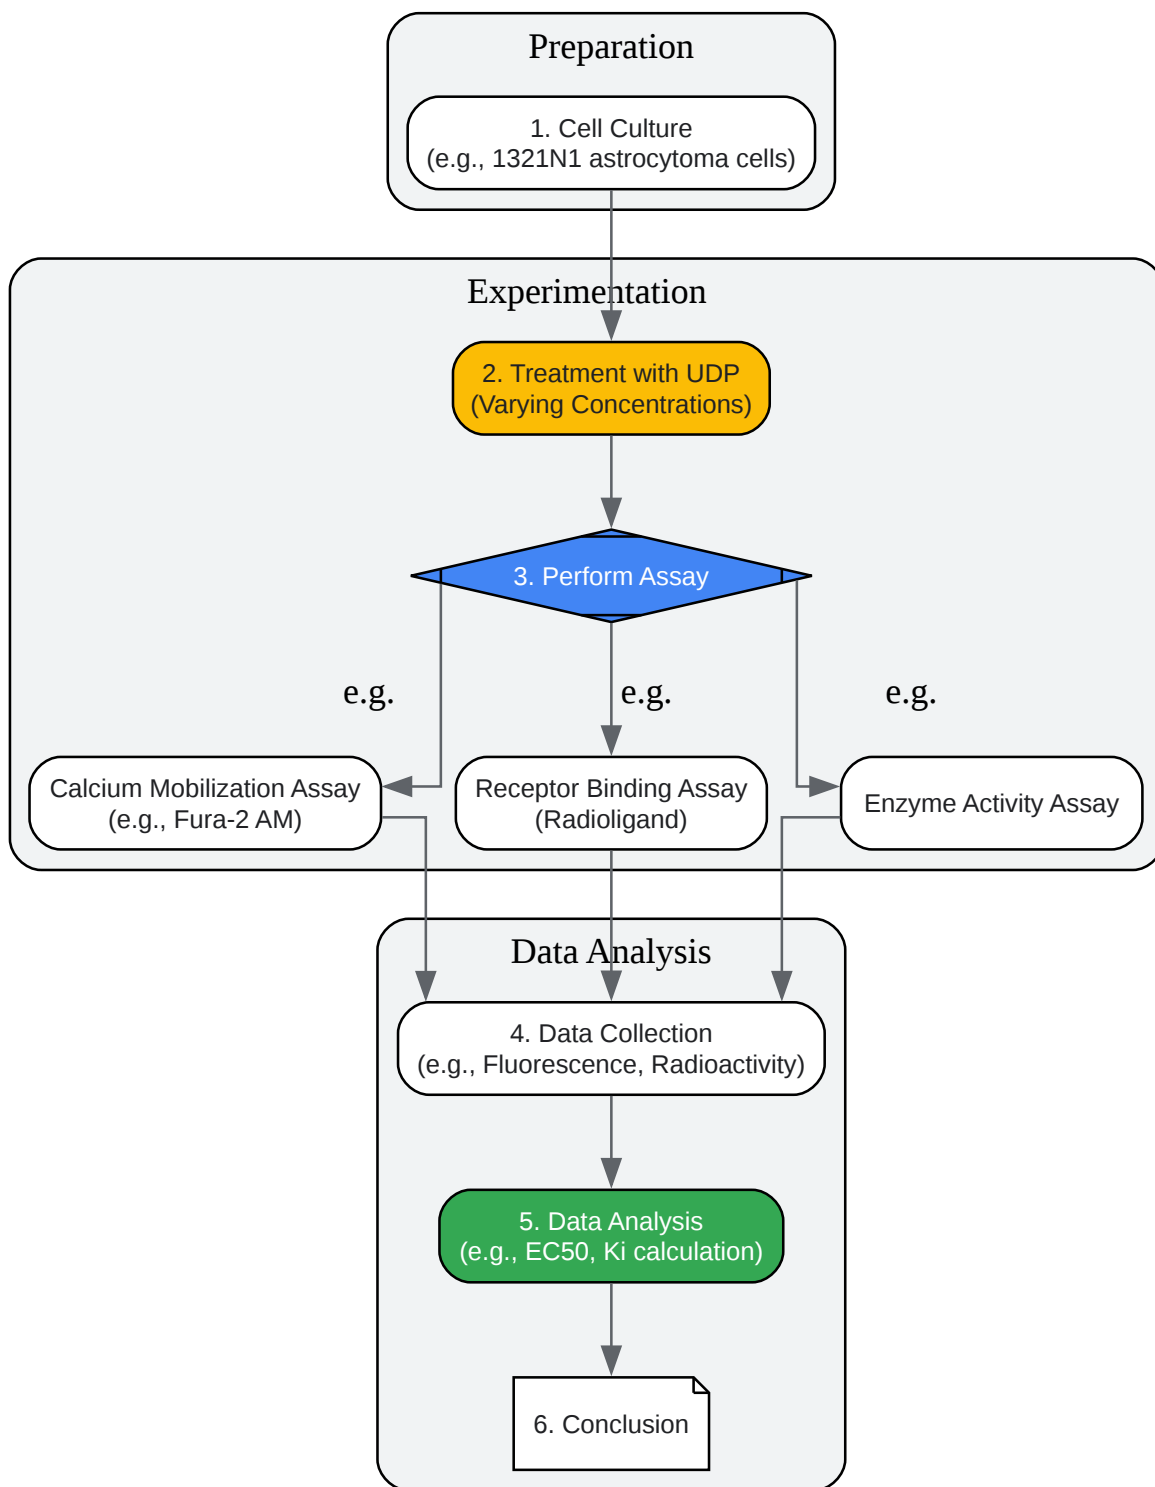 Preparation
1. Cell Culture
(e.g., 1321N1 astrocytoma cells)
Experimentation
2. Treatment with UDP
(Varying Concentrations)
3. Perform Assay
e.g.
e.g.
e.g.
Calcium Mobilization Assay
(e.g., Fura-2 AM)
Receptor Binding Assay
(Radioligand)
Enzyme Activity Assay
Data Analysis
4. Data Collection
(e.g., Fluorescence, Radioactivity)
5. Data Analysis
(e.g., EC50, Ki calculation)
6. Conclusion